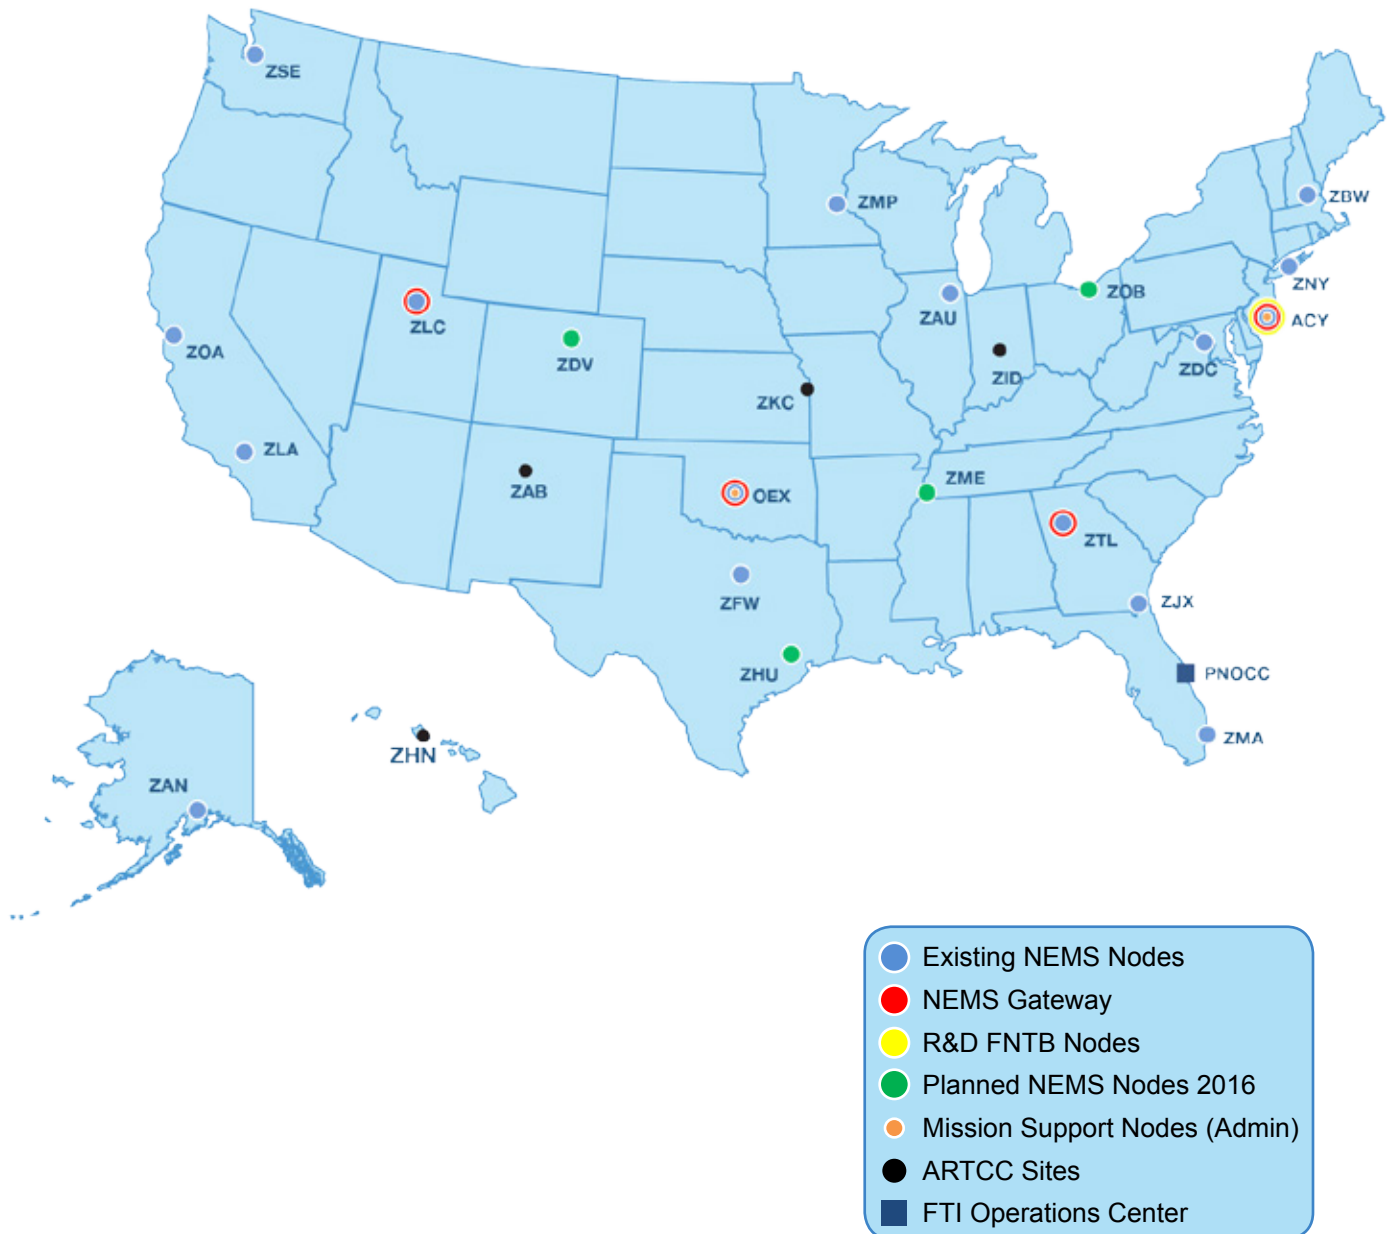 ZSE
ZMP
ZBW
ZNY
ZOB
ZLC
ZAU
ACY
ZOA
ZDV
ZID
ZDC
ZKC
ZLA
ZME
ZAB
OEX
ZTL
ZFW
ZJX
ZHU
PNOCC
ZMA
ZHN
ZAN
Existing NEMS Nodes
NEMS Gateway
R&D FNTB Nodes
Planned NEMS Nodes 2016
Mission Support Nodes (Admin)
ARTCC Sites
FTI Operations Center